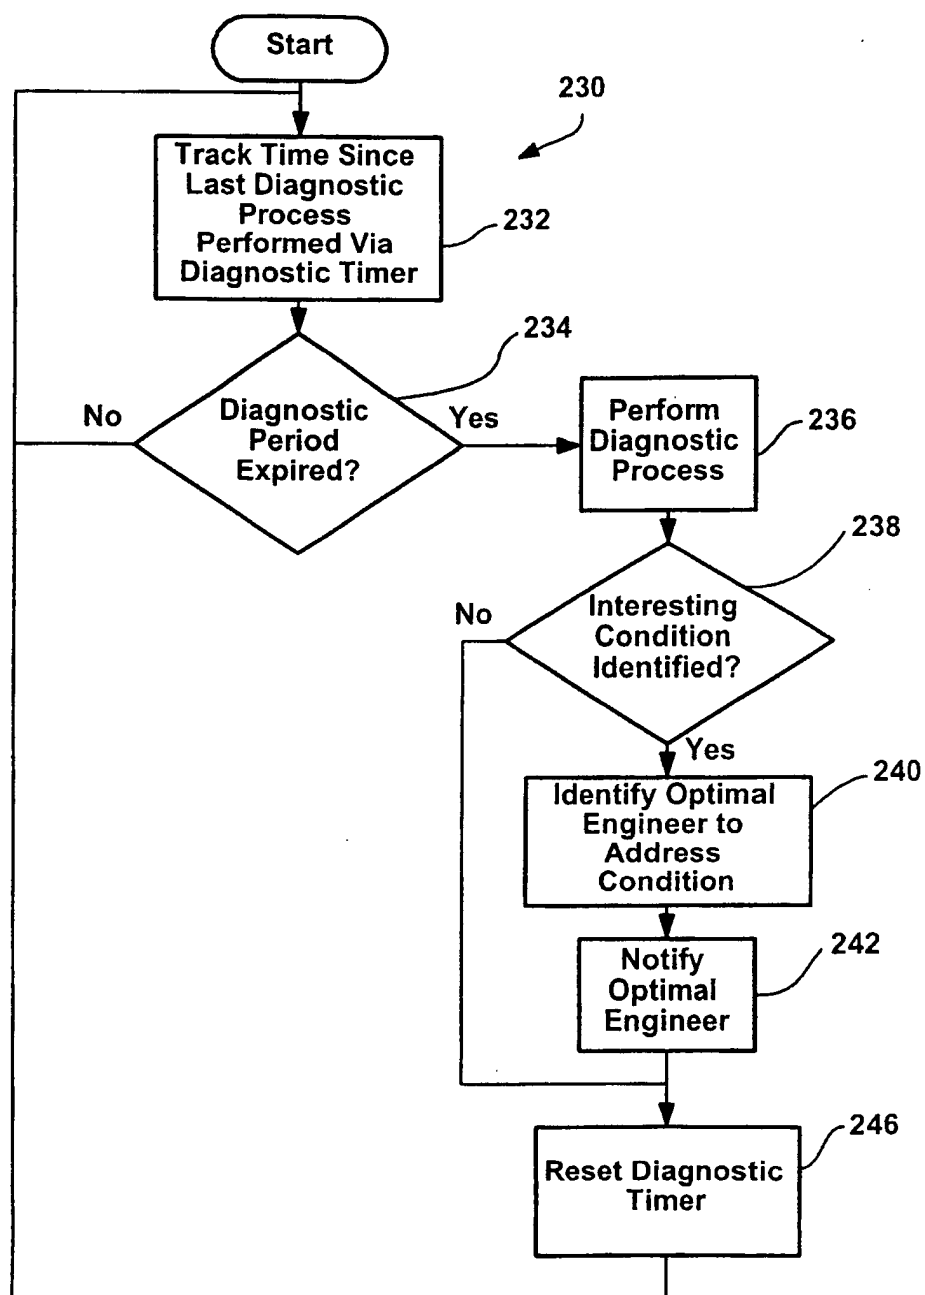 Start
230
Track Time Since
Last Diagnostic
Process
Performed Via
Diagnostic Timer
232
234
No
Diagnostic
Period
Expired?
Yes
Perform
Diagnostic
Process
236
238
No
Interesting
Condition
Identified?
Yes
240
Identify Optimal
Engineer to
Address
Condition
242
Notify
Optimal
Engineer
246
Reset Diagnostic
Timer